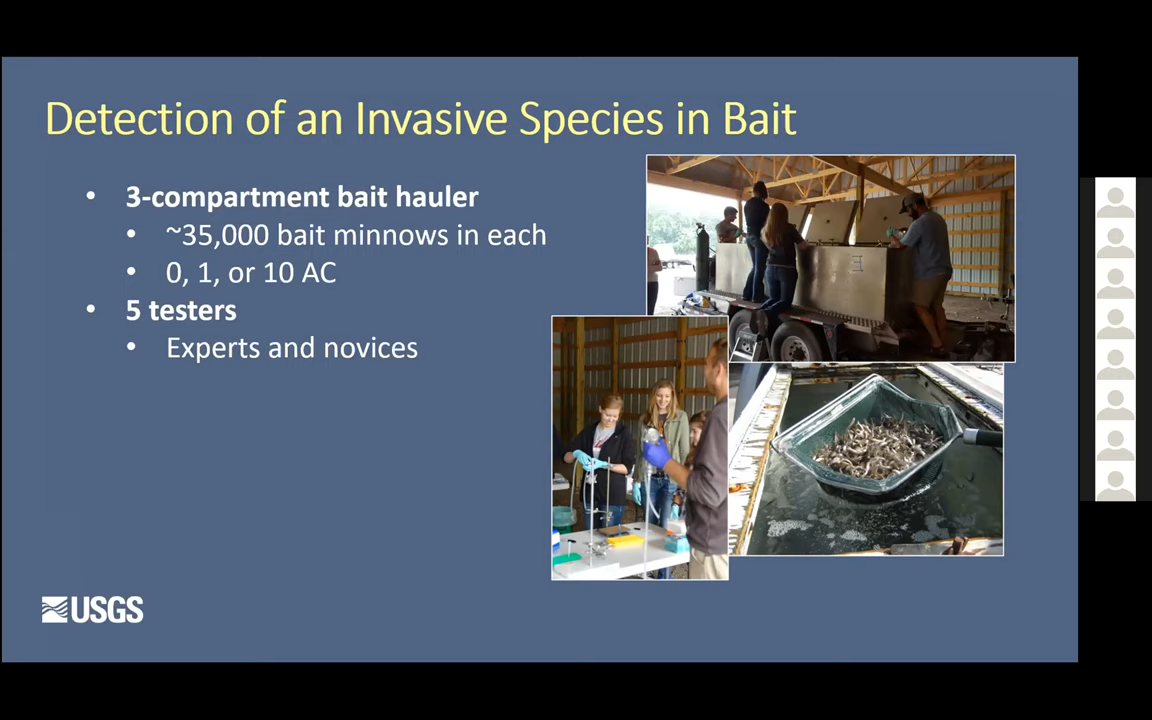 Detection of an Invasive Species in Bait
• 3-compartment bait hauler
• ~35,000 bait minnows in each
• 0, 1, or 10 AC
• 5 testers
• Experts and novices
USGS